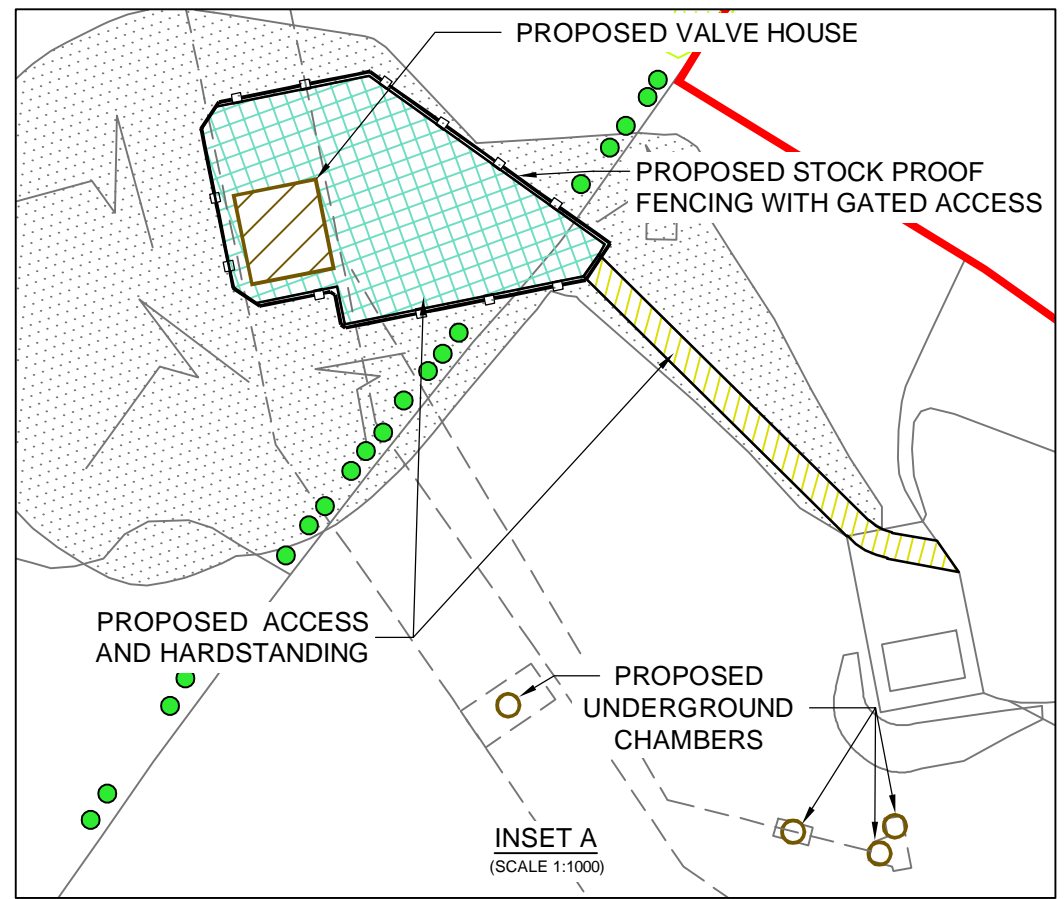 PROPOSED VALVE HOUSE
PROPOSED STOCK PROOF
FENCING WITH GATED ACCESS
PROPOSED ACCESS
AND HARDSTANDING
PROPOSED
UNDERGROUND
CHAMBERS
INSET A
(SCALE 1:1000)